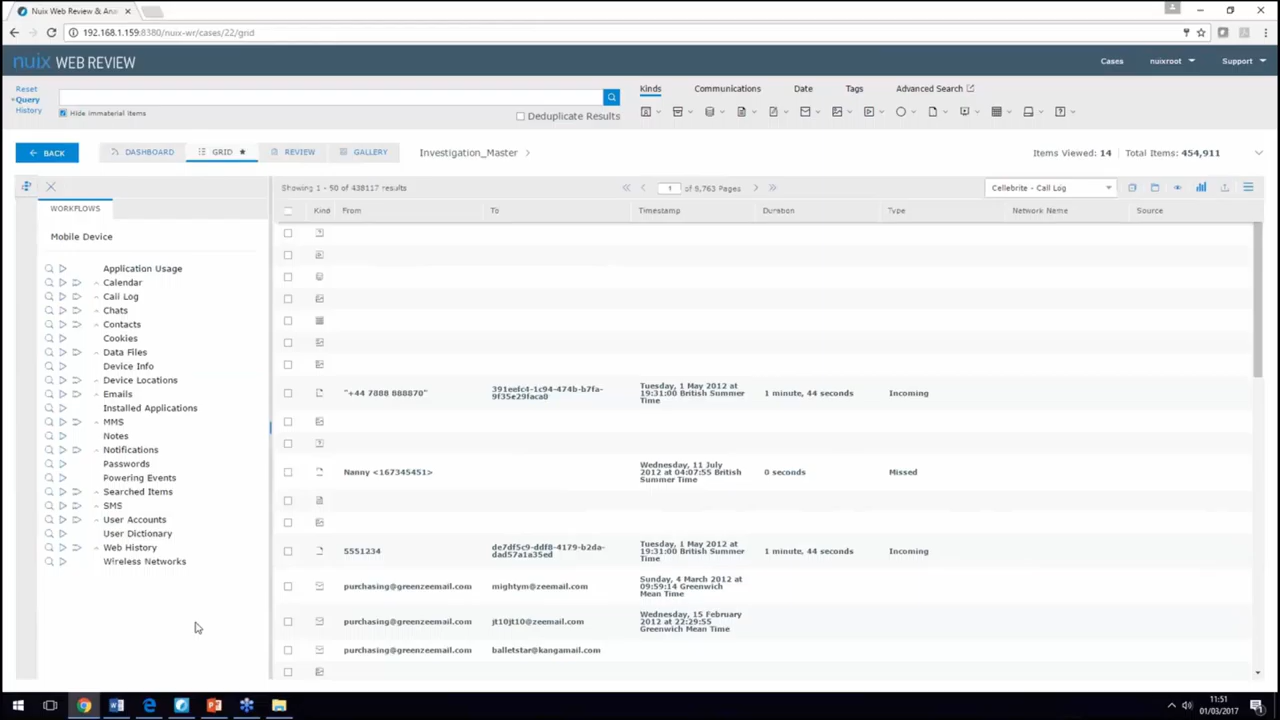 Nuix Web Review & Ana
192.168.1.159:8380/nuix-wr/cases/22/grid
nuix WEB REVIEW
Cases
nuixroot
Support
Reset
Query
History
Hide immaterial items
Deduplicate Results
Kinds
Communications
Date
Tags
Advanced Search
BACK
DASHBOARD
GRID
REVIEW
GALLERY
Investigation_Master
Items Viewed: 14
Total Items: 454,911
Showing 1 - 50 of 438117 results
1 of 8,763 Pages
Cellebrite - Call Log
WORKFLOWS
Mobile Device
Application Usage
Calendar
Call Log
Chats
Contacts
Cookies
Data Files
Device Info
Device Locations
Emails
Installed Applications
MMS
Notes
Notifications
Passwords
Powering Events
Searched Items
SMS
User Accounts
User Dictionary
Web History
Wireless Networks
Kind From To Timestamp Duration Type Network Name Source
"+44 7888 888870"
391eefc4-1c94-474b-b7fa-
9f35e29faca8
Tuesday, 1 May 2012 at
19:31:00 British Summer
Time
1 minute, 44 seconds
Incoming
Nanny <167345451>
Wednesday, 11 July
2012 at 04:07:55 British
Summer Time
0 seconds
Missed
5551234
de7df5c9-ddf8-4179-b2da-
dad57a1a35ed
Tuesday, 1 May 2012 at
19:31:00 British Summer
Time
1 minute, 44 seconds
Incoming
purchasing@greenzeemail.com
mightym@zeemail.com
Sunday, 4 March 2012 at
09:59:14 Greenwich
Mean Time
purchasing@greenzeemail.com
jt10jt10@zeemail.com
Wednesday, 15 February
2012 at 22:29:55
Greenwich Mean Time
purchasing@greenzeemail.com
balletstar@kangamail.com
11:51
01/03/2017